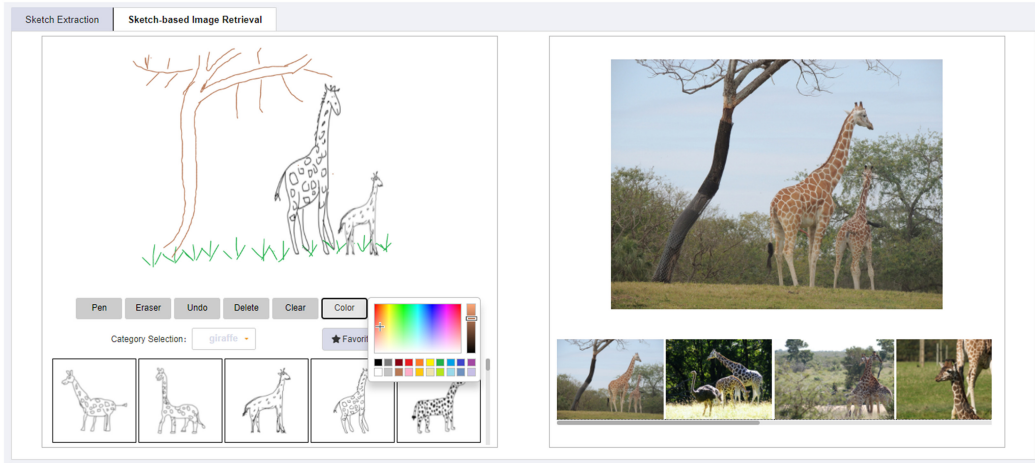 Sketch Extraction
Sketch-based Image Retrieval
Pen Eraser Undo Delete Clear Color
Category Selection: giraffe Favorit